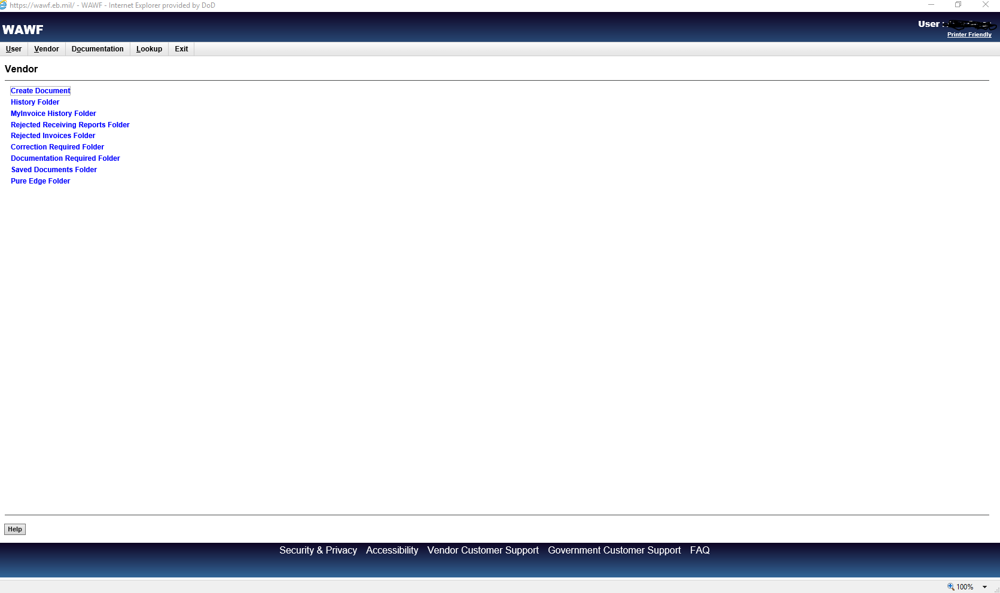 https://wawf.eb.mil/ - WAWF - Internet Explorer provided by DoD
WAWF
User :
Printer Friendly
User Vendor Documentation Lookup Exit
Vendor
Create Document
History Folder
MyInvoice History Folder
Rejected Receiving Reports Folder
Rejected Invoices Folder
Correction Required Folder
Documentation Required Folder
Saved Documents Folder
Pure Edge Folder
Help
Security & Privacy Accessibility Vendor Customer Support Government Customer Support FAQ
100%